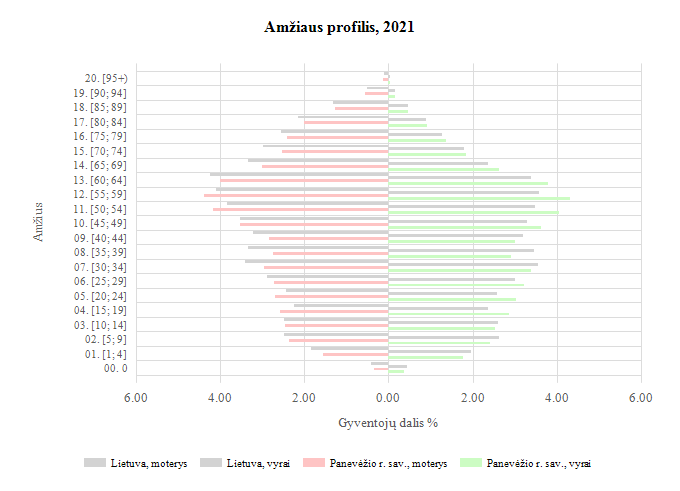 Amžiaus profilis, 2021
20. [95+)
19. [90; 94]
18. [85; 89]
17. [80; 84]
16. [75; 79]
15. [70; 74]
14. [65; 69]
13. [60; 64]
12. [55; 59]
11. [50; 54]
10. [45; 49]
09. [40; 44]
08. [35; 39]
07. [30; 34]
06. [25; 29]
05. [20; 24]
04. [15; 19]
03. [10; 14]
02. [5; 9]
01. [1; 4]
00. 0
Amžius
6.00 4.00 2.00 0.00 2.00 4.00 6.00
Gyventojų dalis %
Lietuva, moterys Lietuva, vyrai Panevėžio r. sav., moterys Panevėžio r. sav., vyrai